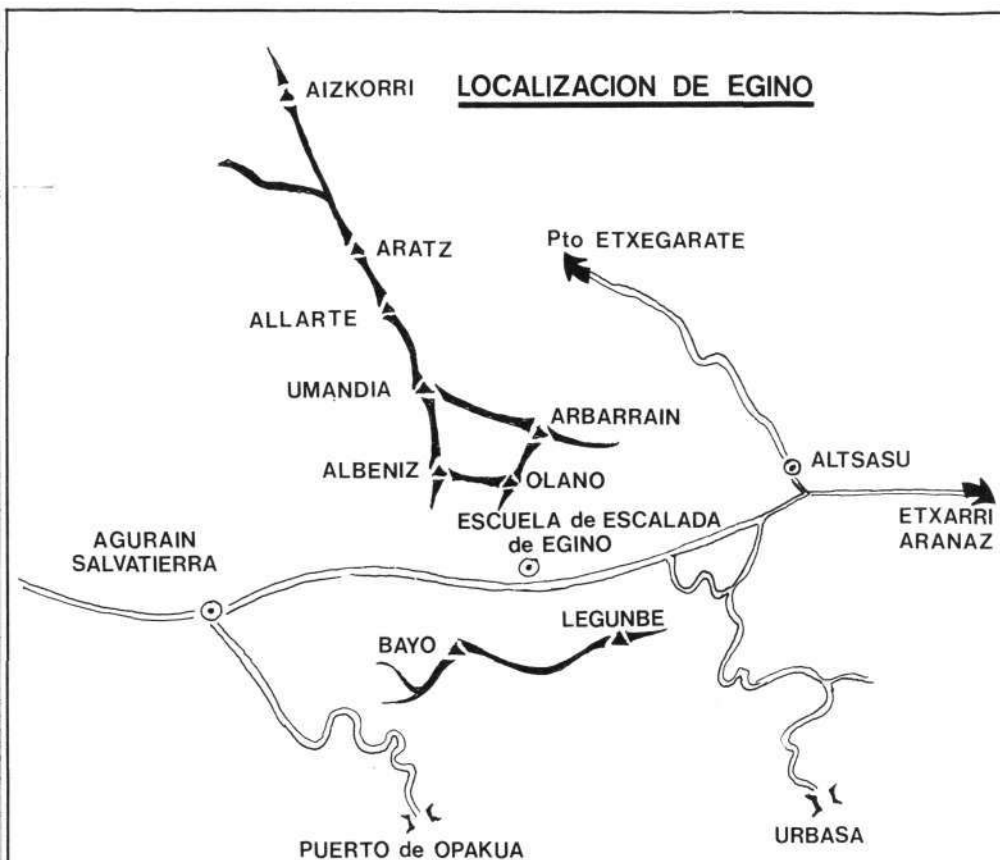 LOCALIZACION DE EGINO
AIZKORRI
ARATZ
Pto ETXEGARATE
ALLARTE
UMANDIA
ARBARRAIN
ALBENIZ
OLANO
ALTSASU
ESCUELA de ESCALADA
de EGINO
ETXARRI
ARANAZ
AGURAIN
SALVATIERRA
BAYO
LEGUNBE
PUERTO de OPAKUA
URBASA